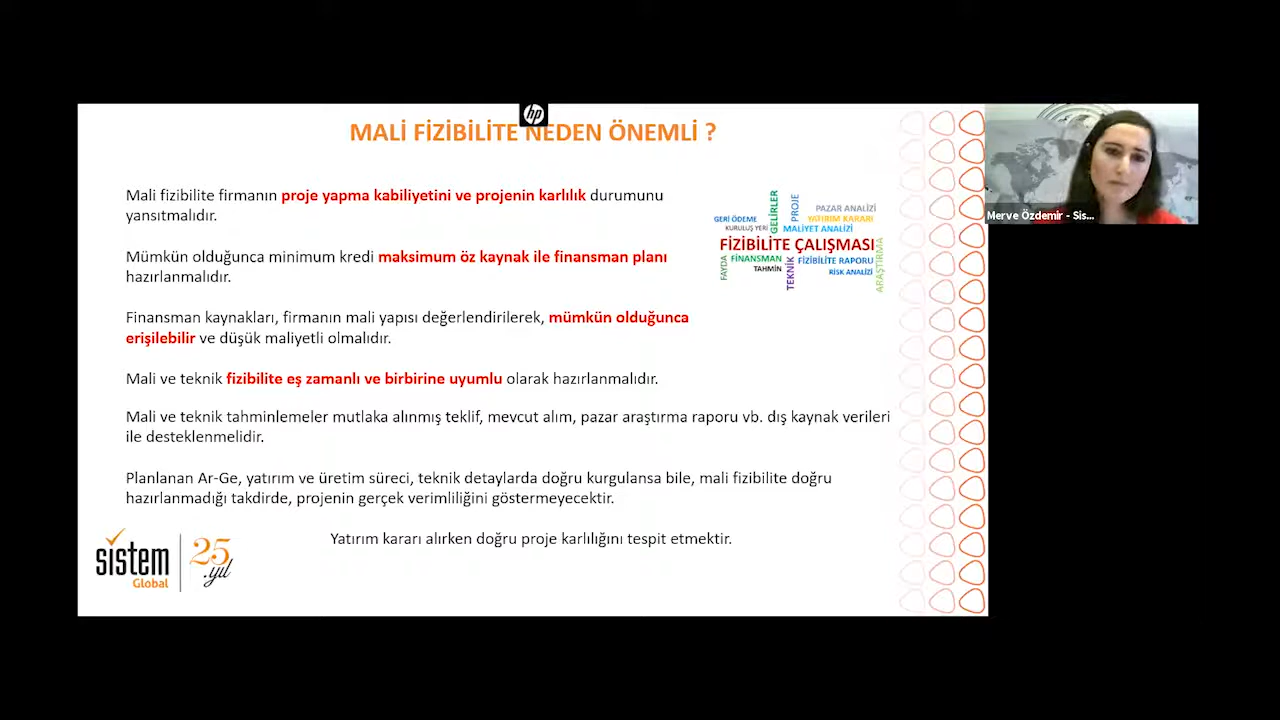 hp
MALİ FİZİBİLİTE NEDEN ÖNEMLİ ?
Mali fizibilite firmanın proje yapma kabiliyetini ve projenin karlılık durumunu
yansıtmalıdır.
Mümkün olduğunca minimum kredi maksimum öz kaynak ile finansman planı
hazırlanmalıdır.
Finansman kaynakları, firmanın mali yapısı değerlendirilerek, mümkün olduğunca
erişilebilir ve düşük maliyetli olmalıdır.
Mali ve teknik fizibilite eş zamanlı ve birbirine uyumlu olarak hazırlanmalıdır.
Mali ve teknik tahminlemeler mutlaka alınmış teklif, mevcut alım, pazar araştırma raporu vb. dış kaynak verileri
ile desteklenmelidir.
Planlanan Ar-Ge, yatırım ve üretim süreci, teknik detaylarda doğru kurgulansa bile, mali fizibilite doğru
hazırlanmadığı takdirde, projenin gerçek verimliliğini göstermeyecektir.
Yatırım kararı alırken doğru proje karlılığını tespit etmektir.
GELİRLER
PROJE
PAZAR ANALİZİ
GERİ ÖDEME
YATIRIM KARARI
KURULUŞ YERİ
MALİYET ANALİZİ
FİZİBİLİTE ÇALIŞMASI
FAYDA
FİNANSMAN
TEKNİK
FİZİBİLİTE RAPORU
ARAŞTIRMA
TAHMİN
RİSK ANALİZİ
sistem
Global
25
.yıl
Merve Özdemir - Sis...